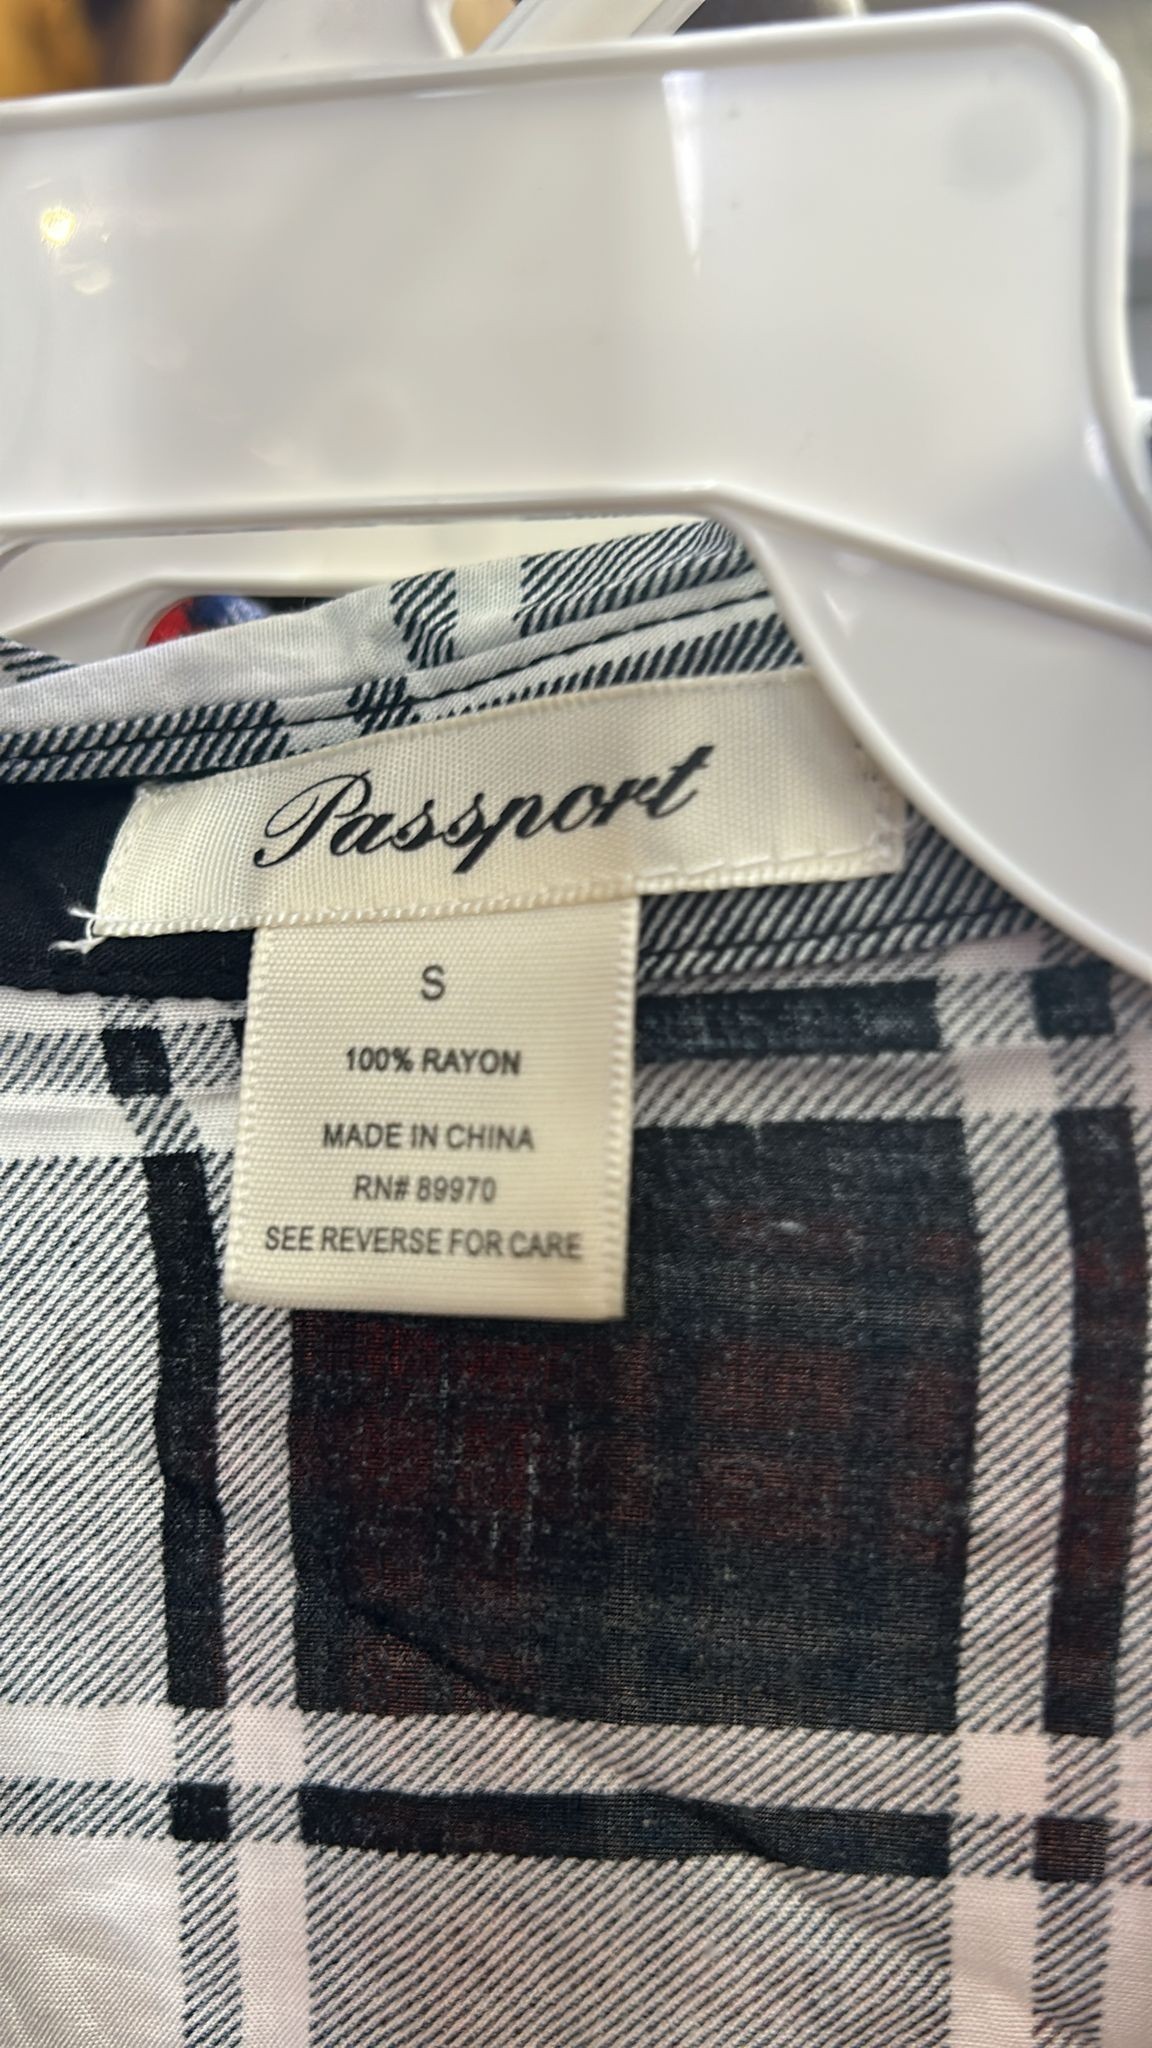 Passport
S
100% RAYON
MADE IN CHINA
RN# 89970
SEE REVERSE FOR CARE